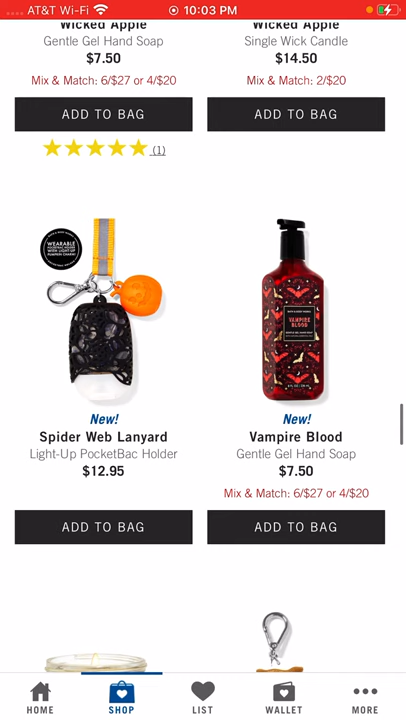 AT&T Wi-Fi 10:03 PM
Wicked Apple
Gentle Gel Hand Soap
$7.50
Mix & Match: 6/$27 or 4/$20
ADD TO BAG
(1)
Wicked Apple
Single Wick Candle
$14.50
Mix & Match: 2/$20
ADD TO BAG
WEARABLE
PUMPKIN CHARM!
New!
Spider Web Lanyard
Light-Up PocketBac Holder
$12.95
ADD TO BAG
VAMPIRE
BLOOD
New!
Vampire Blood
Gentle Gel Hand Soap
$7.50
Mix & Match: 6/$27 or 4/$20
ADD TO BAG
HOME
SHOP
LIST
WALLET
MORE